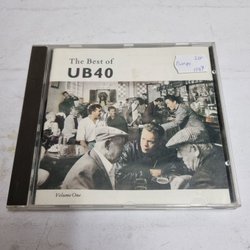 The Best of
UB40
Volume One